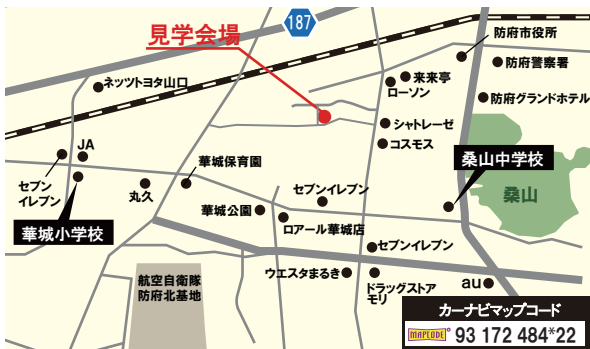 187
見学会場
防府市役所
来来亭
ローソン
防府警察署
ネッツトヨタ山口
防府グランドホテル
シャトレーゼ
コスモス
JA
華城保育園
桑山中学校
セブン
イレブン
丸久
セブンイレブン
桑山
華城公園
ロアール華城店
華城小学校
セブンイレブン
航空自衛隊
防府北基地
ウエスタまるき
ドラッグストア
モリ
au
カーナビマップコード
MAPCODE® 93 172 484*22